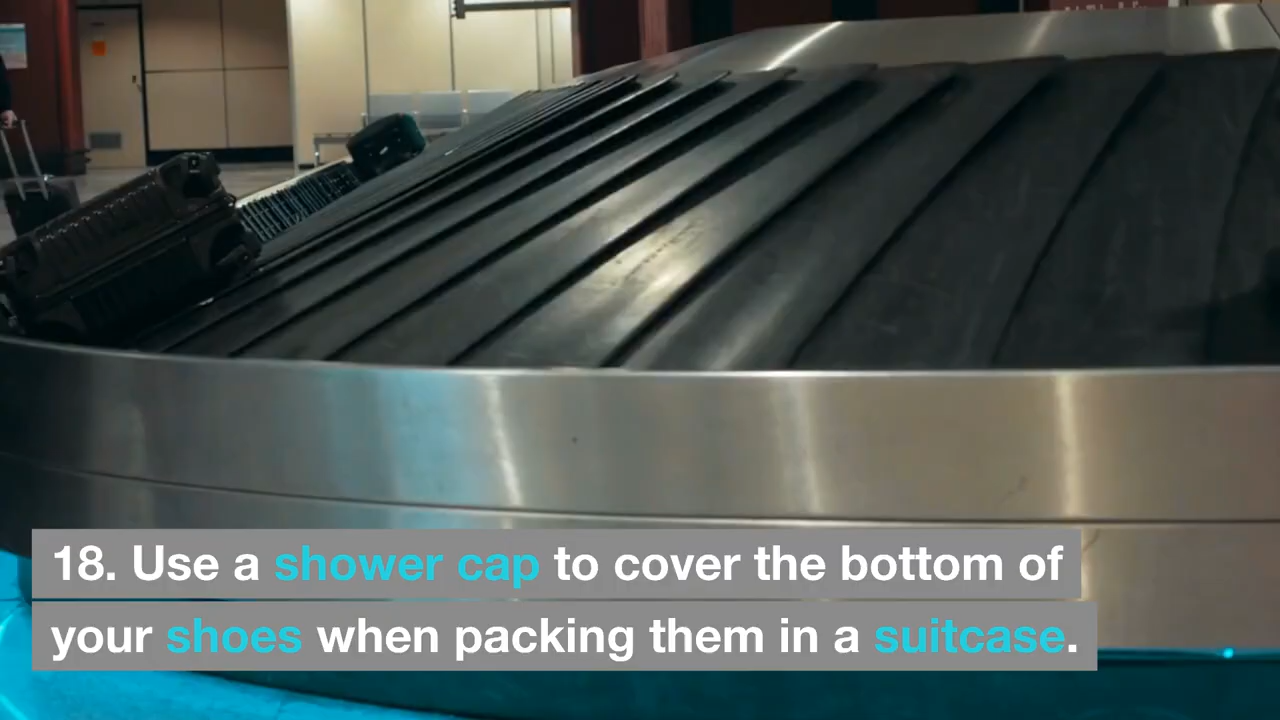 18. Use a shower cap to cover the bottom of
your shoes when packing them in a suitcase.